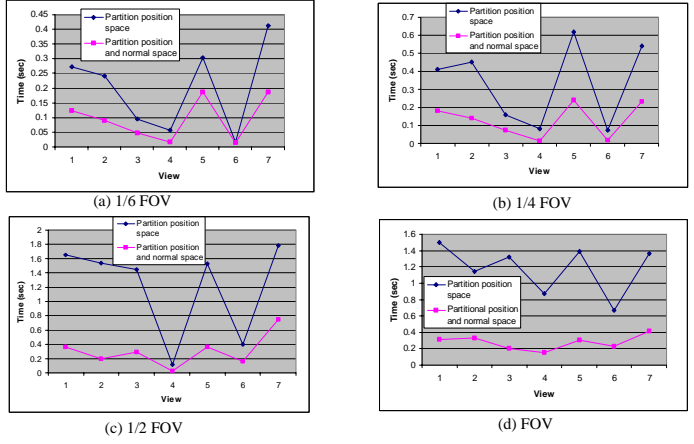 0.45
0.4
0.35
0.3
0.25
0.2
0.15
0.1
0.05
0
Time (sec)
Partition position
space
Partition position
and normal space
1 2 3 4 5 6 7
View
(a) 1/6 FOV
0.7
0.6
0.5
0.4
0.3
0.2
0.1
0
Time (sec)
Partition position
space
Partition position
and normal space
1 2 3 4 5 6 7
View
(b) 1/4 FOV
2
1.8
1.6
1.4
1.2
1
0.8
0.6
0.4
0.2
0
Time (sec)
Partition position
space
Partition position
and normal space
1 2 3 4 5 6 7
View
(c) 1/2 FOV
1.6
1.4
1.2
1
0.8
0.6
0.4
0.2
0
Time (sec)
Partition position
space
Partitional position
and normal space
1 2 3 4 5 6 7
View
(d) FOV